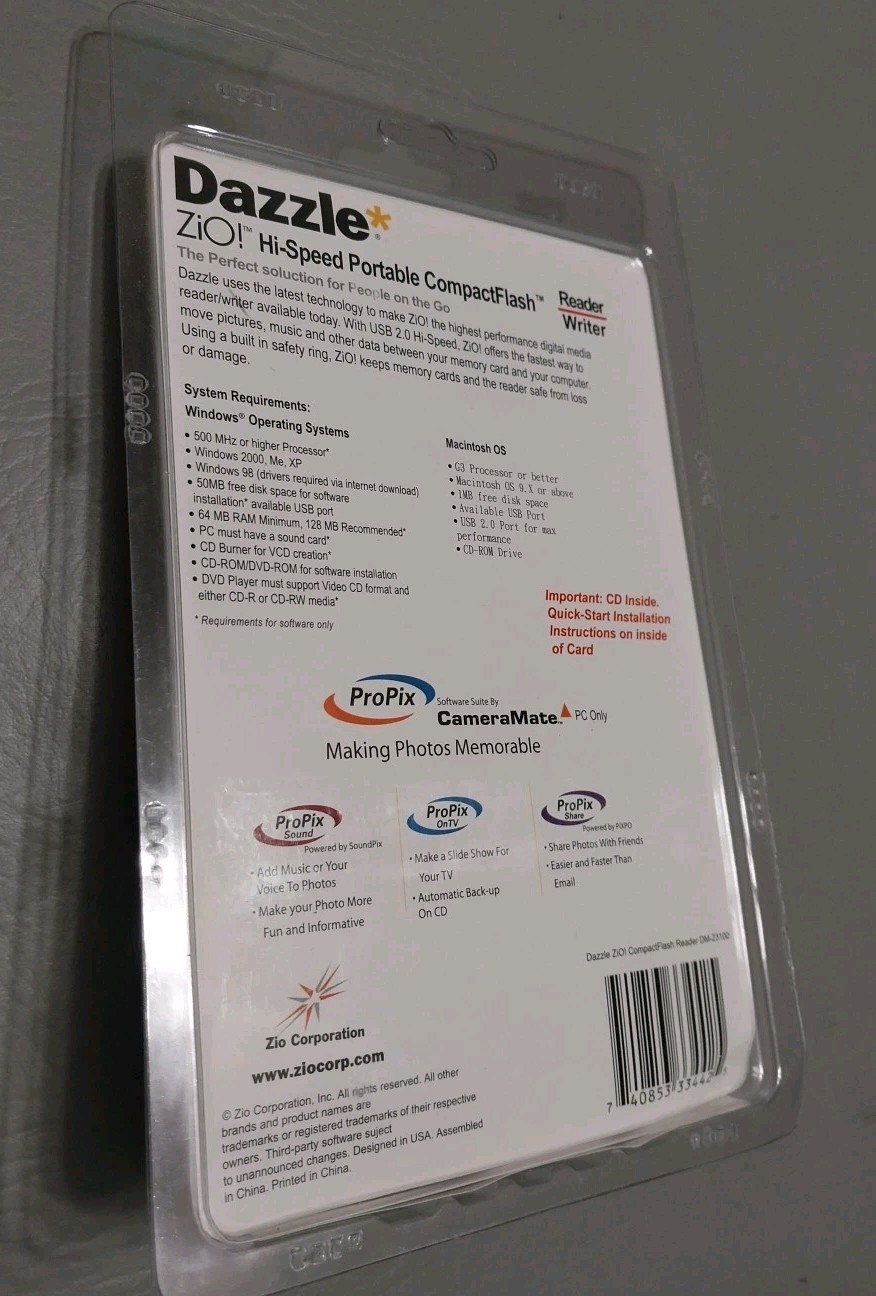 Dazzle*®
ZiO!™ Hi-Speed Portable CompactFlash™ Reader Writer
The Perfect soluction for People on the Go
Dazzle uses the latest technology to make ZiO! the highest performance digital media
reader/writer available today. With USB 2.0 Hi-Speed, ZiO! offers the fastest way to
move pictures, music and other data between your memory card and your computer.
Using a built in safety ring, ZiO! keeps memory cards and the reader safe from loss
or damage.
System Requirements:
Windows® Operating Systems
• 500 MHz or higher Processor*
• Windows 2000, Me, XP
• Windows 98 (drivers required via internet download)
• 50MB free disk space for software
installation* available USB port
• 64 MB RAM Minimum, 128 MB Recommended*
• PC must have a sound card*
• CD Burner for VCD creation*
• CD-ROM/DVD-ROM for software installation
• DVD Player must support Video CD format and
either CD-R or CD-RW media*
* Requirements for software only
Macintosh OS
• G3 Processor or better
• Macintosh OS 9.X or above
• 1MB free disk space
• Available USB Port
• USB 2.0 Port for max
performance
• CD-ROM Drive
Important: CD Inside.
Quick-Start Installation
Instructions on inside
of Card
ProPix Software Suite By
CameraMate™ PC Only
Making Photos Memorable
ProPix
Sound
Powered by SoundPix
• Add Music or Your
Voice To Photos
• Make your Photo More
Fun and Informative
ProPix
OnTV
• Make a Slide Show For
Your TV
• Automatic Back-up
On CD
ProPix
Share
Powered by PiXPO
• Share Photos With Friends
• Easier and Faster Than
Email
Zio Corporation
www.ziocorp.com
© Zio Corporation, Inc. All rights reserved. All other
brands and product names are
trademarks or registered trademarks of their respective
owners. Third-party software suject
to unannounced changes. Designed in USA. Assembled
in China. Printed in China.
Dazzle ZiO! CompactFlash Reader DM-23100
7 40853 33442